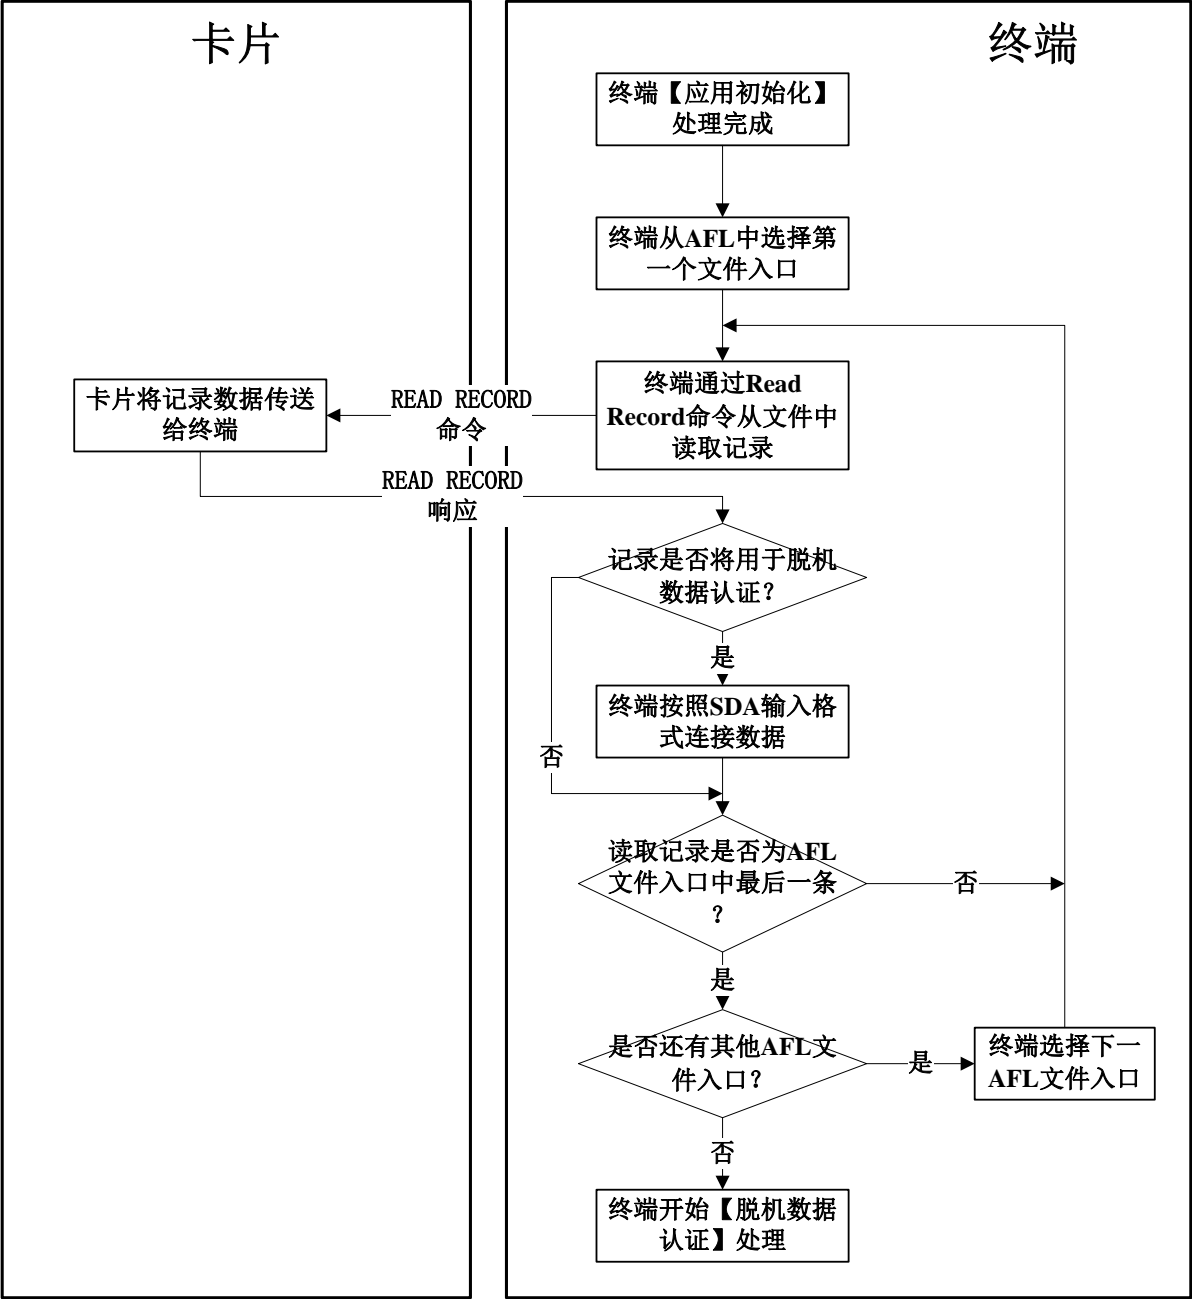 卡片
终端
终端【应用初始化】
处理完成
终端从AFL中选择第
一个文件入口
终端通过Read
Record命令从文件中
读取记录
READ RECORD
命令
卡片将记录数据传送
给终端
READ RECORD
响应
记录是否将用于脱机
数据认证？
是
终端按照SDA输入格
式连接数据
否
读取记录是否为AFL
文件入口中最后一条
？
否
是
是否还有其他AFL文
件入口？
是
终端选择下一
AFL文件入口
否
终端开始【脱机数据
认证】处理